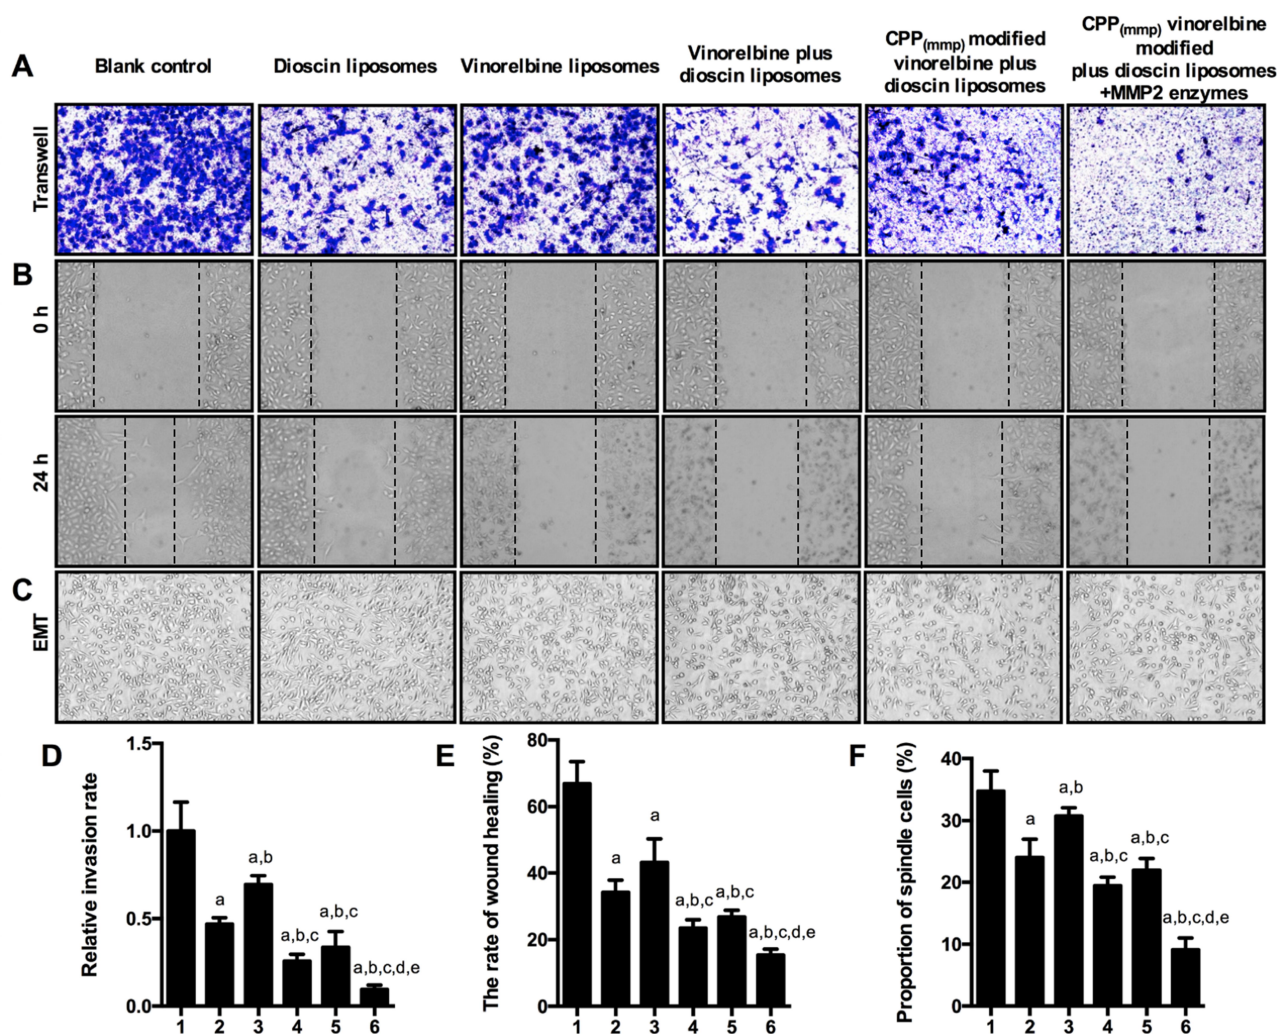 A
Blank control
Dioscin liposomes
Vinorelbine liposomes
Vinorelbine plus
dioscin liposomes
CPP(mmp) modified
vinorelbine plus
dioscin liposomes
CPP(mmp) vinorelbine
modified
plus dioscin liposomes
+MMP2 enzymes
Transwell
B
0 h
24 h
C
EMT
D
Relative invasion rate
1.5
1.0
0.5
0.0
a
a,b
a,b,c
a,b,c
a,b,c,d,e
1 2 3 4 5 6
E
The rate of wound healing (%)
80
60
40
20
0
a
a
a,b,c
a,b,c
a,b,c,d,e
1 2 3 4 5 6
F
Proportion of spindle cells (%)
40
30
20
10
0
a
a,b
a,b,c
a,b,c
a,b,c,d,e
1 2 3 4 5 6